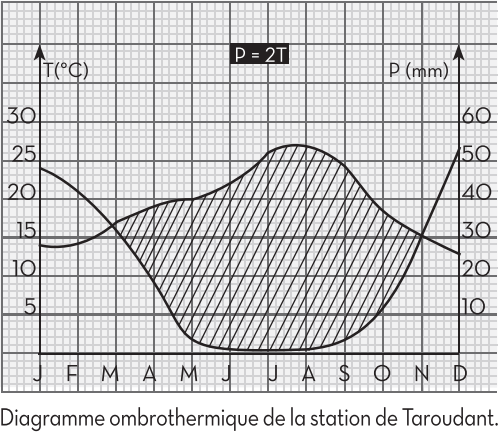 P = 2T
T(°C) P (mm)
30 60
25 50
20 40
15 30
10 20
5 10
J F M A M J J A S O N D
Diagramme ombrothermique de la station de Taroudant.